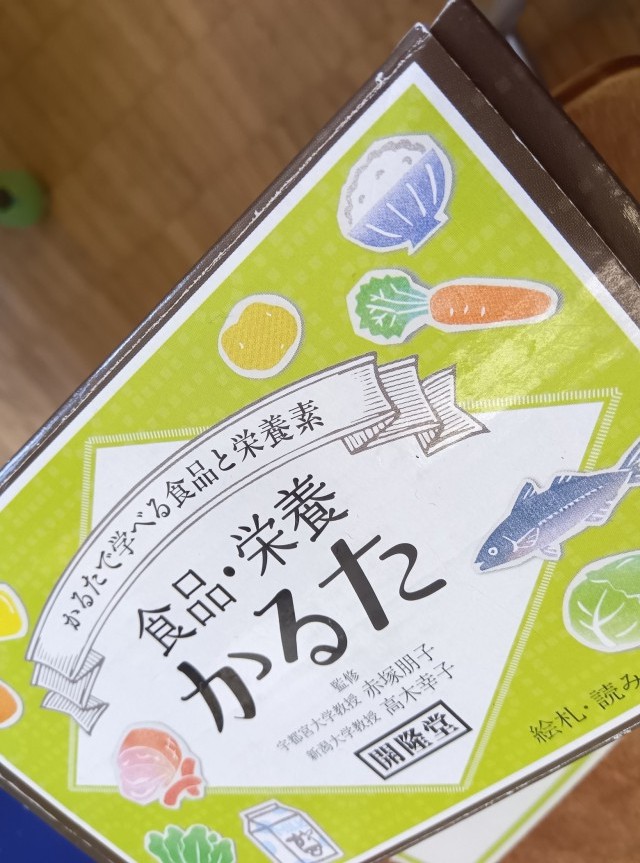 かるたで学べる食品と栄養素
食品・栄養
かるた
監修
宇都宮大学教授 赤塚朋子
新潟大学教授 高木幸子
開隆堂
絵札・読み